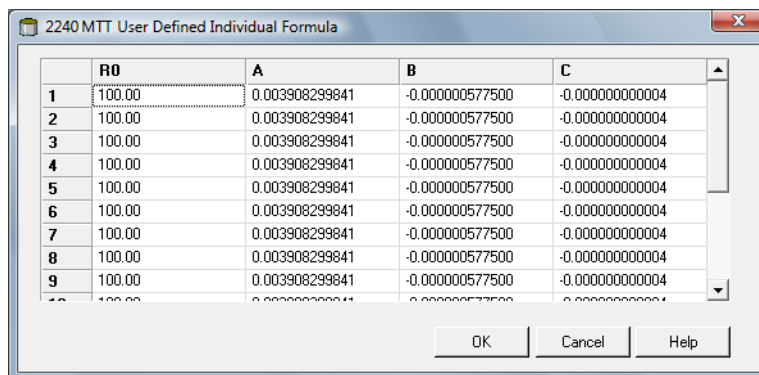 2240 MTT User Defined Individual Formula
R0 A B C
1 100.00 0.003908299841 -0.000000577500 -0.000000000004
2 100.00 0.003908299841 -0.000000577500 -0.000000000004
3 100.00 0.003908299841 -0.000000577500 -0.000000000004
4 100.00 0.003908299841 -0.000000577500 -0.000000000004
5 100.00 0.003908299841 -0.000000577500 -0.000000000004
6 100.00 0.003908299841 -0.000000577500 -0.000000000004
7 100.00 0.003908299841 -0.000000577500 -0.000000000004
8 100.00 0.003908299841 -0.000000577500 -0.000000000004
9 100.00 0.003908299841 -0.000000577500 -0.000000000004
OK Cancel Help